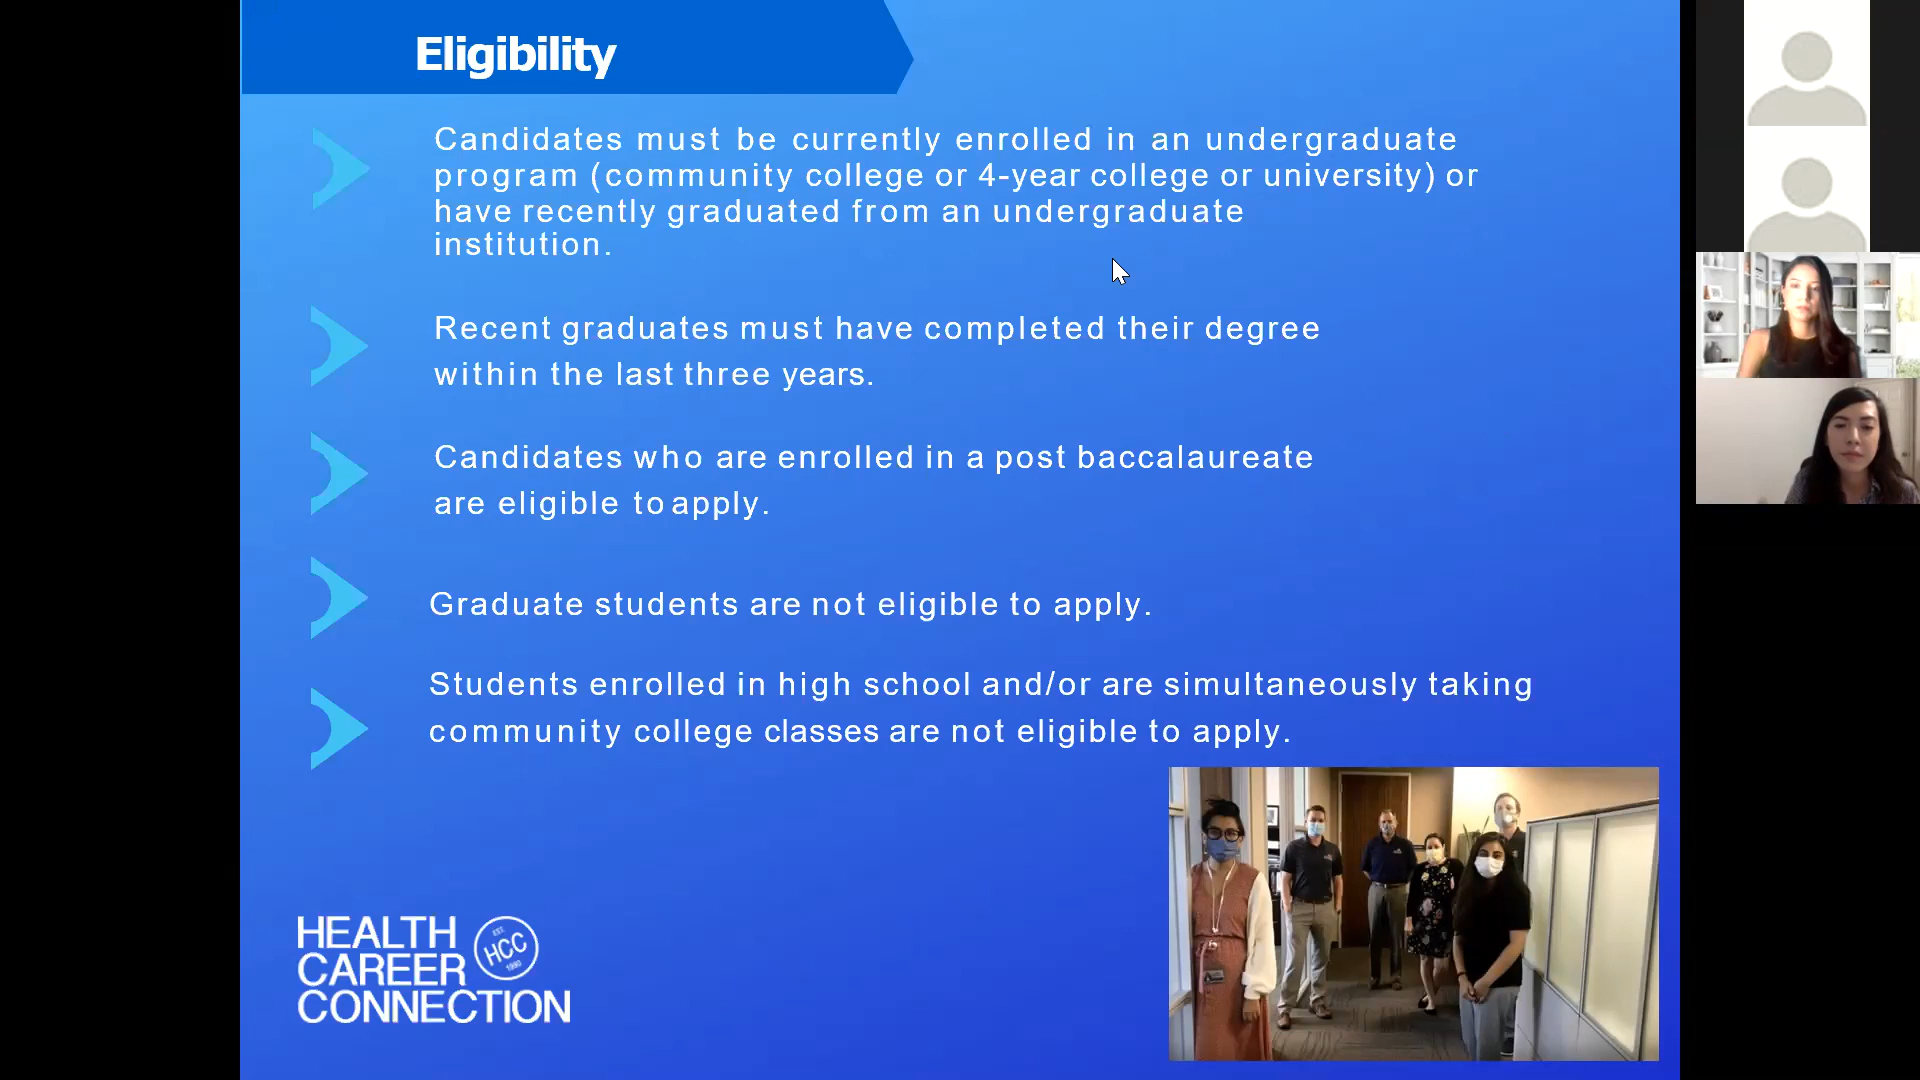 Eligibility
Candidates must be currently enrolled in an undergraduate
program (community college or 4-year college or university) or
have recently graduated from an undergraduate
institution.
Recent graduates must have completed their degree
within the last three years.
Candidates who are enrolled in a post baccalaureate
are eligible to apply.
Graduate students are not eligible to apply.
Students enrolled in high school and/or are simultaneously taking
community college classes are not eligible to apply.
HEALTH
CAREER
CONNECTION
EST.
HCC
1990